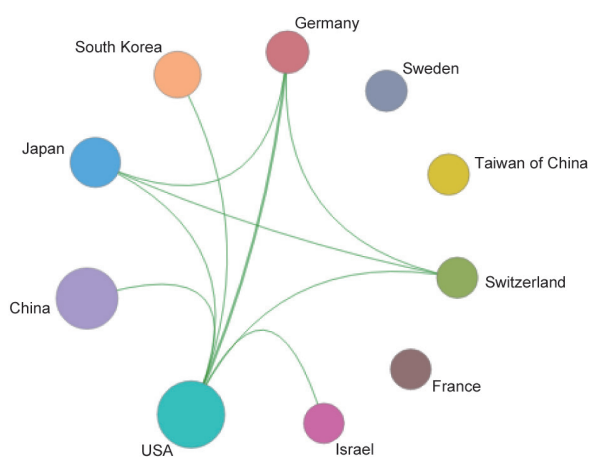 Germany
South Korea
Sweden
Japan
Taiwan of China
Switzerland
China
France
USA
Israel